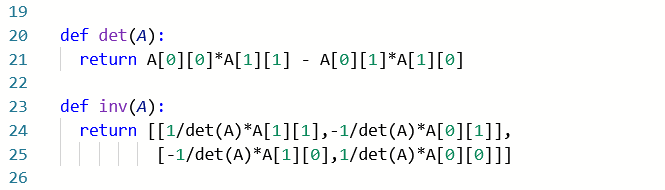 19
20 def det(A):
21 return A[0][0]*A[1][1] - A[0][1]*A[1][0]
22
23 def inv(A):
24 return [[1/det(A)*A[1][1],-1/det(A)*A[0][1]],
25 [-1/det(A)*A[1][0],1/det(A)*A[0][0]]]
26